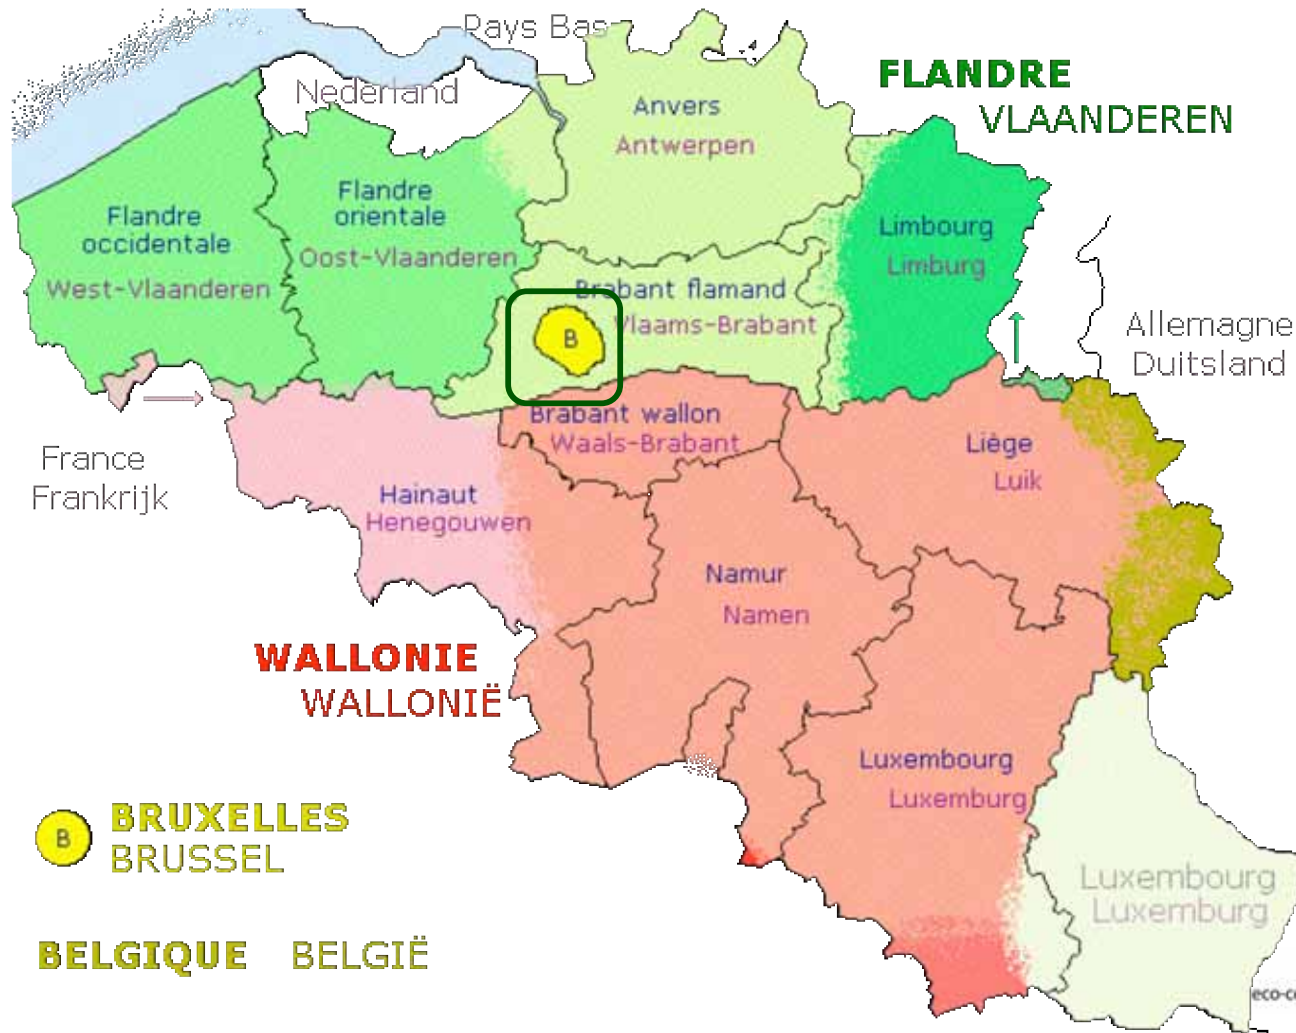 Pays Bas
Nederland
FLANDRE
VLAANDEREN
Anvers
Antwerpen
Flandre
orientale
Oost-Vlaanderen
Flandre
occidentale
West-Vlaanderen
Limbourg
Limburg
Brabant flamand
Vlaams-Brabant
B
Allemagne
Duitsland
Brabant wallon
Waals-Brabant
France
Frankrijk
Hainaut
Henegouwen
Liège
Luik
Namur
Namen
WALLONIE
WALLONIË
Luxembourg
Luxemburg
B
BRUXELLES
BRUSSEL
Luxembourg
Luxemburg
BELGIQUE BELGIË